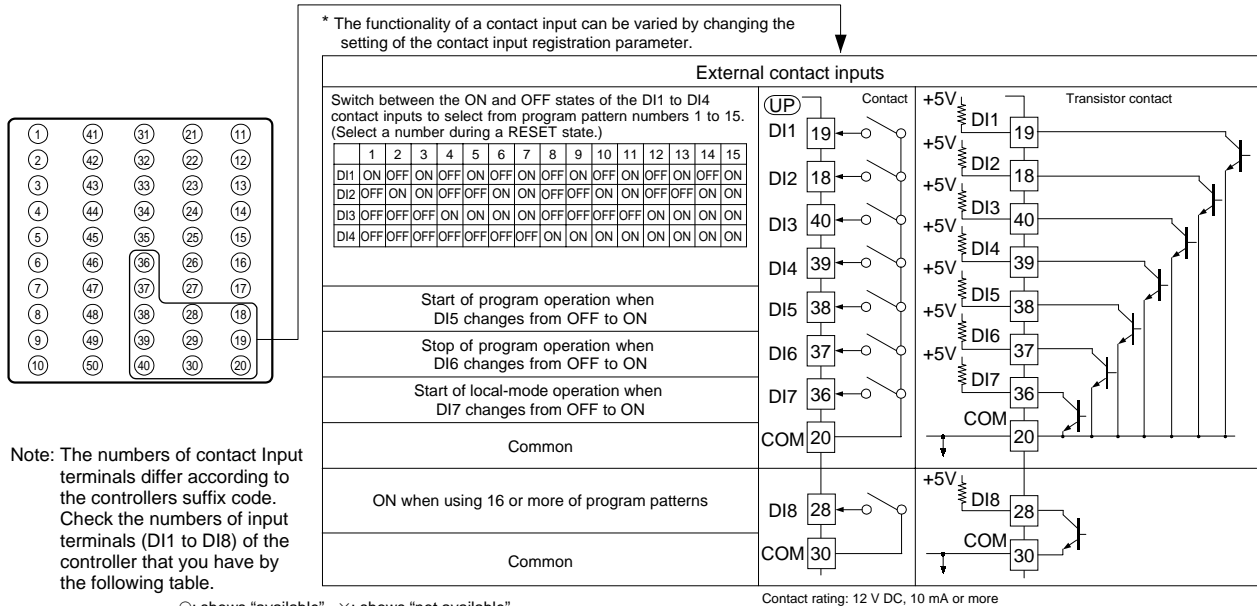 * The functionality of a contact input can be varied by changing the
setting of the contact input registration parameter.
External contact inputs
1 41 31 21 11
2 42 32 22 12
3 43 33 23 13
4 44 34 24 14
5 45 35 25 15
6 46 36 26 16
7 47 37 27 17
8 48 38 28 18
9 49 39 29 19
10 50 40 30 20
Note: The numbers of contact Input
terminals differ according to
the controllers suffix code.
Check the numbers of input
terminals (DI1 to DI8) of the
controller that you have by
the following table.
Switch between the ON and OFF states of the DI1 to DI4
contact inputs to select from program pattern numbers 1 to 15.
(Select a number during a RESET state.)
1 2 3 4 5 6 7 8 9 10 11 12 13 14 15
DI1 ON OFF ON OFF ON OFF ON OFF ON OFF ON OFF ON OFF ON
DI2 OFF ON ON OFF OFF ON ON OFF OFF ON ON OFF OFF ON ON
DI3 OFF OFF OFF ON ON ON ON OFF OFF OFF OFF ON ON ON ON
DI4 OFF OFF OFF OFF OFF OFF OFF ON ON ON ON ON ON ON ON
Start of program operation when
DI5 changes from OFF to ON
Stop of program operation when
DI6 changes from OFF to ON
Start of local-mode operation when
DI7 changes from OFF to ON
Common
ON when using 16 or more of program patterns
Common
UP
Contact
DI1 19
DI2 18
DI3 40
DI4 39
DI5 38
DI6 37
DI7 36
COM 20
DI8 28
COM 30
Transistor contact
+5V DI1 19
+5V DI2 18
+5V DI3 40
+5V DI4 39
+5V DI5 38
+5V DI6 37
+5V DI7 36
COM 20
+5V DI8 28
COM 30
Contact rating: 12 V DC, 10 mA or more